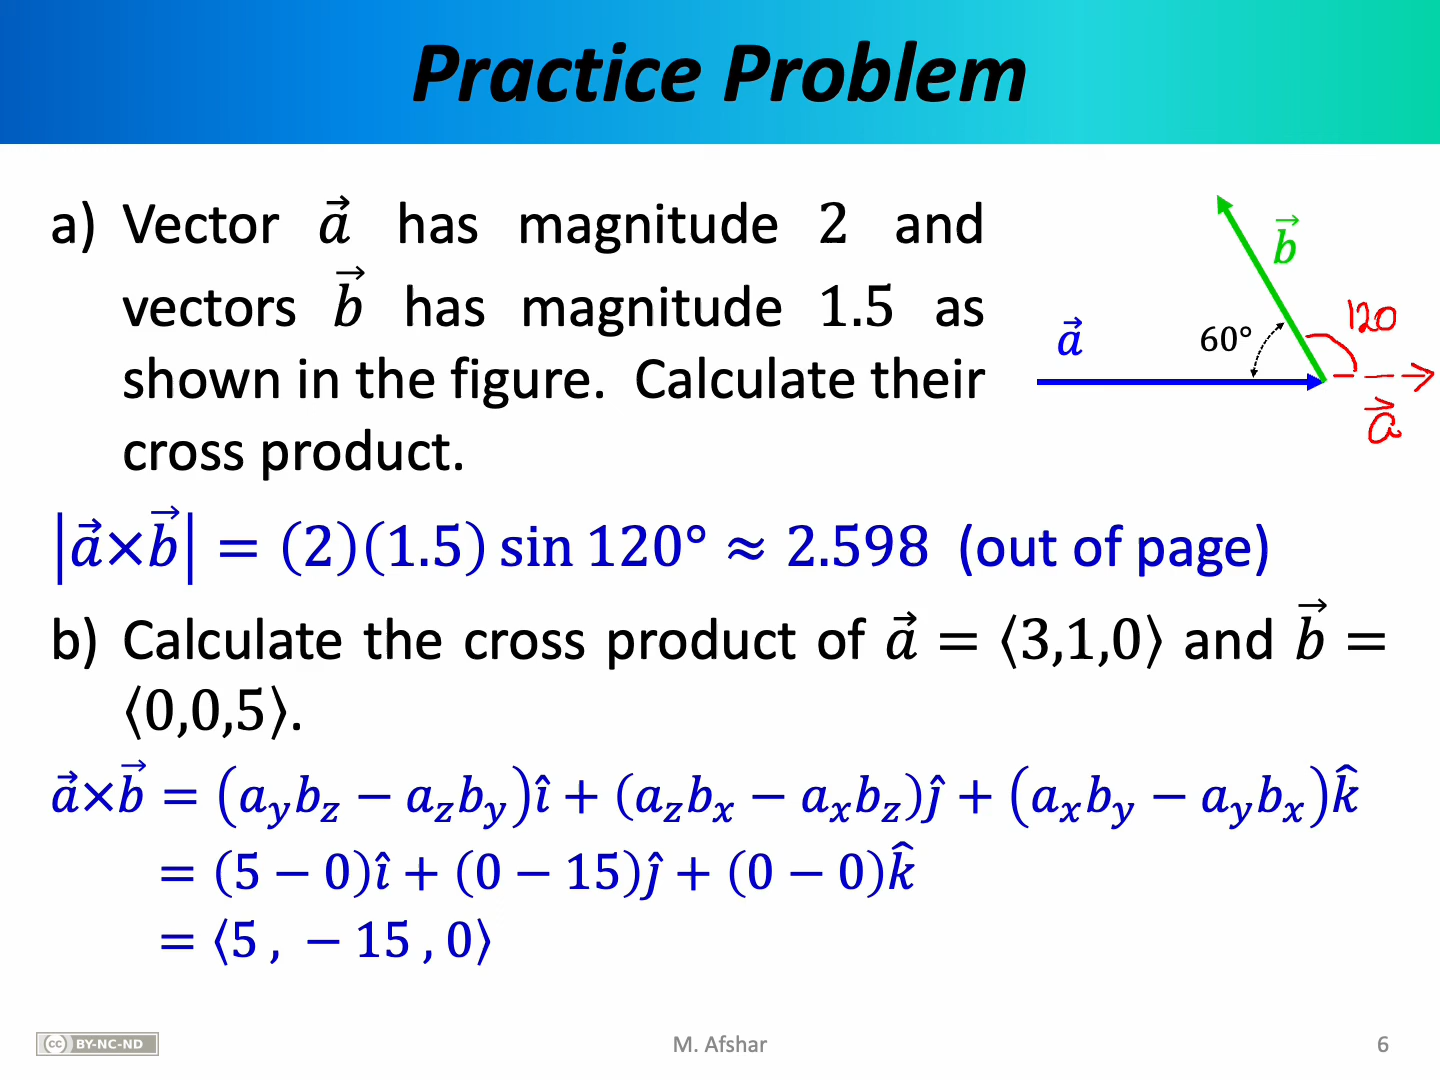 Practice Problem
a) Vector a⃗ has magnitude 2 and
vectors b⃗ has magnitude 1.5 as
shown in the figure. Calculate their
cross product.
b⃗
120
a⃗
60°
a⃗
|a⃗×b⃗| = (2)(1.5) sin 120° ≈ 2.598 (out of page)
b) Calculate the cross product of a⃗ = ⟨3,1,0⟩ and b⃗ =
⟨0,0,5⟩.
a⃗×b⃗ = (a_y b_z − a_z b_y)î + (a_z b_x − a_x b_z)ĵ + (a_x b_y − a_y b_x)k̂
= (5 − 0)î + (0 − 15)ĵ + (0 − 0)k̂
= ⟨5 , − 15 , 0⟩
cc BY-NC-ND
M. Afshar
6